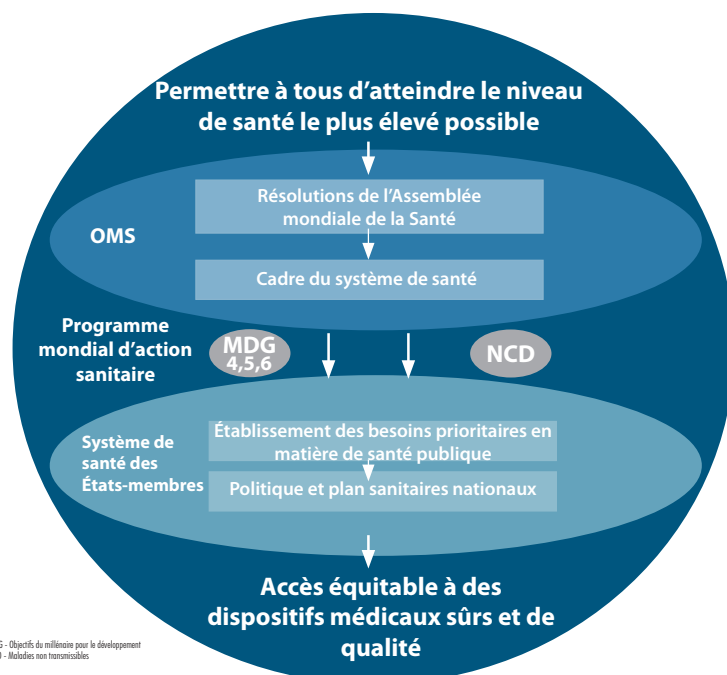 Permettre à tous d’atteindre le niveau
de santé le plus élevé possible
Résolutions de l’Assemblée
mondiale de la Santé
OMS
Cadre du système de santé
Programme
mondial d’action
sanitaire
MDG
4,5,6
NCD
Établissement des besoins prioritaires en
matière de santé publique
Système de
santé des
États-membres
Politique et plan sanitaires nationaux
Accès équitable à des
dispositifs médicaux sûrs et de
qualité
G - Objectifs du millénaire pour le développement
D - Maladies non transmissibles